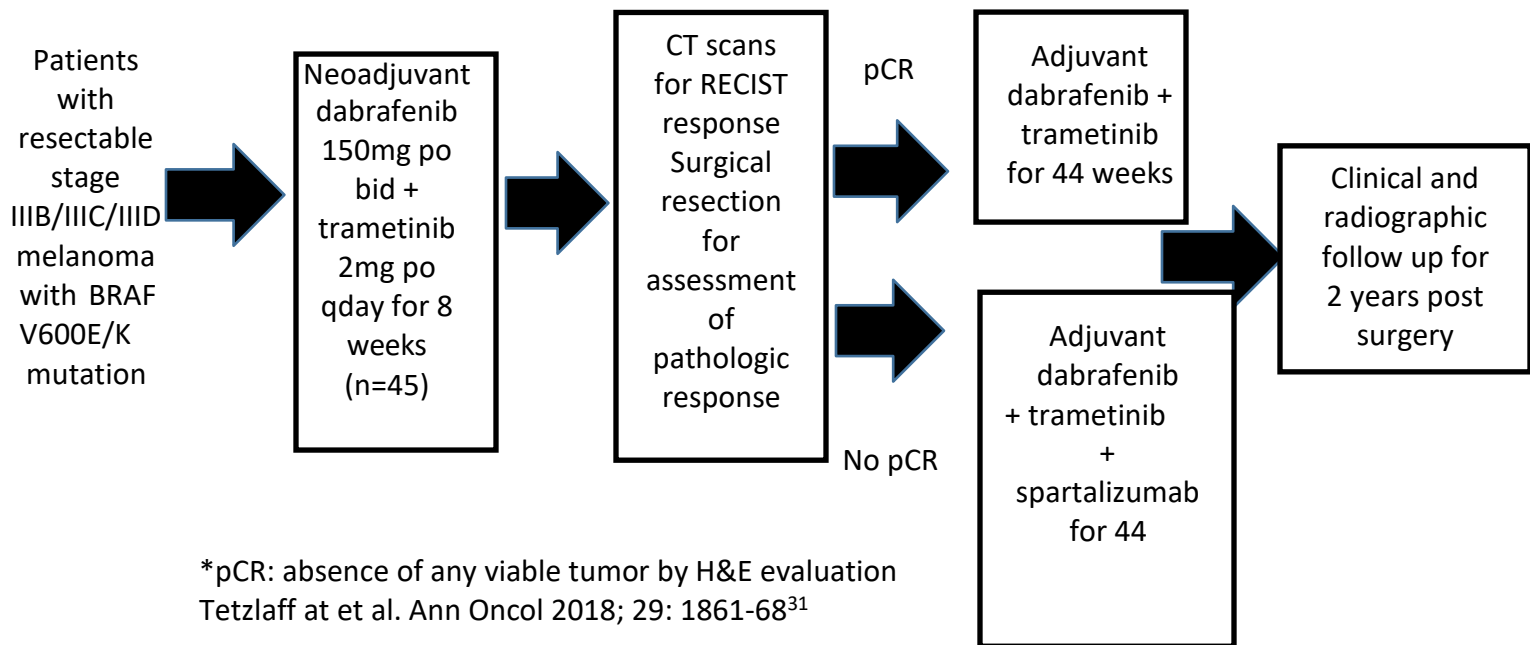 Patients
with
resectable
stage
IIIB/IIIC/IIID
melanoma
with BRAF
V600E/K
mutation
Neoadjuvant
dabrafenib
150mg po
bid +
trametinib
2mg po
qday for 8
weeks
(n=45)
CT scans
for RECIST
response
Surgical
resection
for
assessment
of
pathologic
response
pCR
No pCR
Adjuvant
dabrafenib +
trametinib
for 44 weeks
Adjuvant
dabrafenib
+ trametinib
+
spartalizumab
for 44
Clinical and
radiographic
follow up for
2 years post
surgery
*pCR: absence of any viable tumor by H&E evaluation
Tetzlaff at et al. Ann Oncol 2018; 29: 1861-68³¹